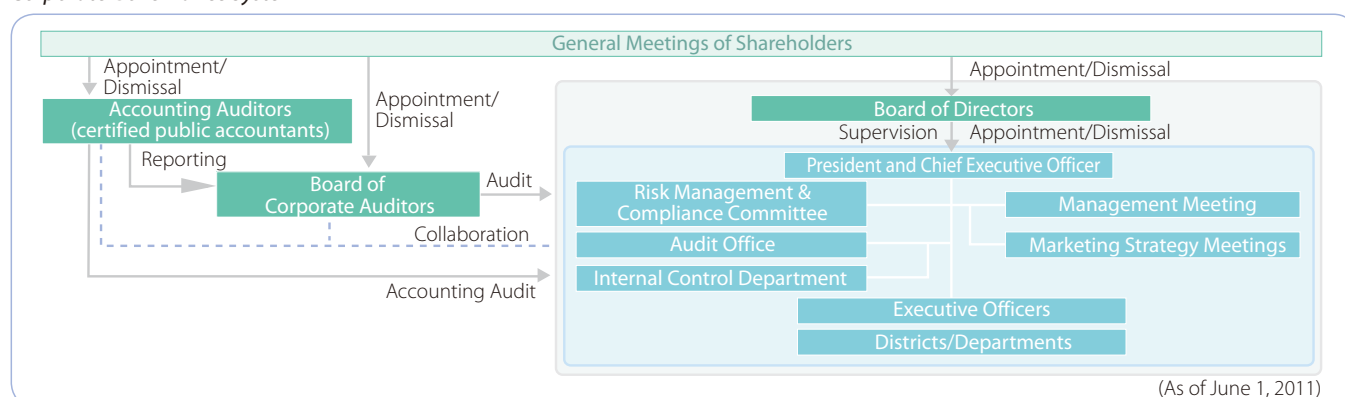 General Meetings of Shareholders
Appointment/
Dismissal
Appointment/
Dismissal
Appointment/Dismissal
Accounting Auditors
(certified public accountants)
Board of Directors
Supervision
Appointment/Dismissal
Reporting
President and Chief Executive Officer
Board of
Corporate Auditors
Audit
Risk Management &
Compliance Committee
Management Meeting
Collaboration
Audit Office
Marketing Strategy Meetings
Internal Control Department
Accounting Audit
Executive Officers
Districts/Departments
(As of June 1, 2011)